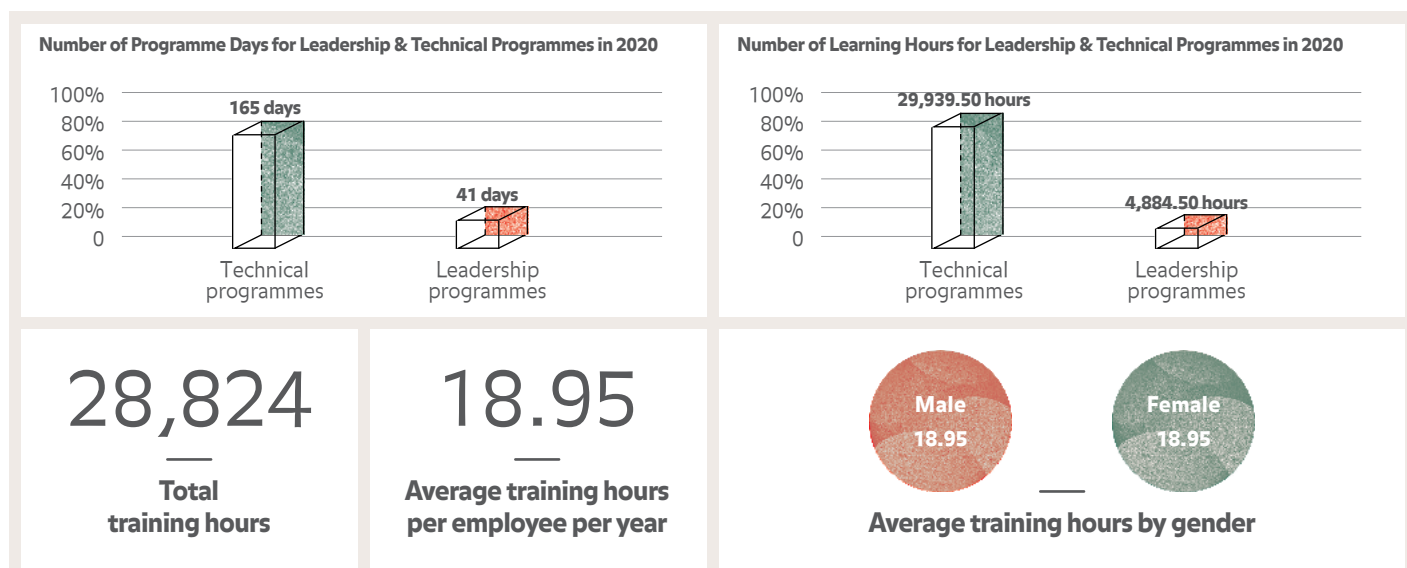 Number of Programme Days for Leadership & Technical Programmes in 2020
100%
80%
60%
40%
20%
0
165 days
41 days
Technical
programmes
Leadership
programmes
Number of Learning Hours for Leadership & Technical Programmes in 2020
100%
80%
60%
40%
20%
0
29,939.50 hours
4,884.50 hours
Technical
programmes
Leadership
programmes
28,824
Total
training hours
18.95
Average training hours
per employee per year
Male
18.95
Female
18.95
Average training hours by gender